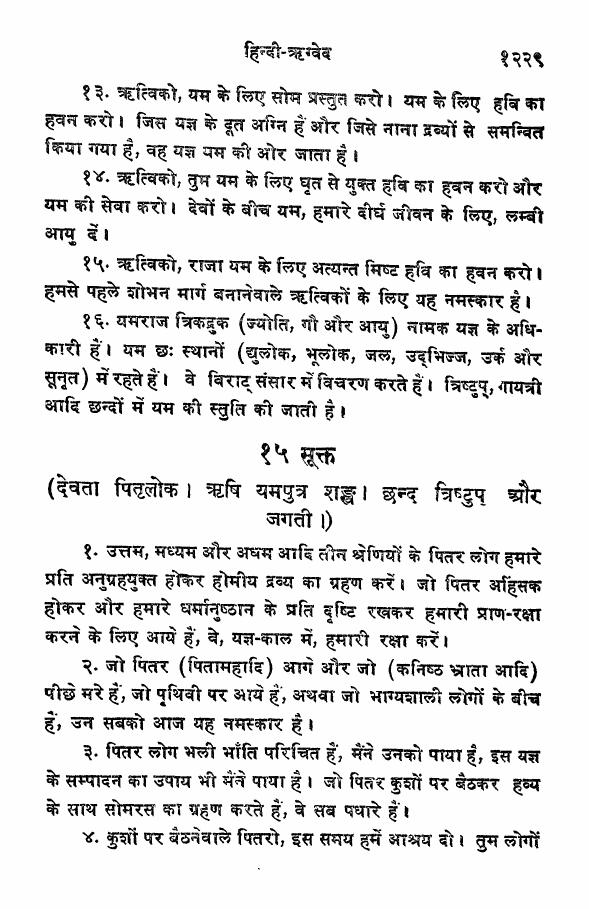 हिन्दी-ऋग्वेद १२२९
१३. ऋत्विको, यम के लिए सोम प्रस्तुत करो। यम के लिए हवि का
हवन करो। जिस यज्ञ के दूत अग्नि हैं और जिसे नाना द्रव्यों से समन्वित
किया गया है, वह यज्ञ यम की ओर जाता है।
१४. ऋत्विको, तुम यम के लिए घृत से युक्त हवि का हवन करो और
यम की सेवा करो। देवों के बीच यम, हमारे दीर्घ जीवन के लिए, लम्बी
आयु दें।
१५. ऋत्विको, राजा यम के लिए अत्यन्त मिष्ट हवि का हवन करो।
हमसे पहले शोभन मार्ग बनानेवाले ऋत्विकों के लिए यह नमस्कार है।
१६. यमराज त्रिकद्रुक (ज्योति, गौ और आयु) नामक यज्ञ के अधि-
कारी हैं। यम छः स्थानों (द्युलोक, भूलोक, जल, उद्भिज्ज, उर्क और
सूनृत) में रहते हैं। वे विराट् संसार में विचरण करते हैं। त्रिष्टुप्, गायत्री
आदि छन्दों में यम की स्तुति की जाती है।
१५ सूक्त
(देवता पितृलोक। ऋषि यमपुत्र शङ्ख। छन्द त्रिष्टुप् और
जगती।)
१. उत्तम, मध्यम और अधम आदि तीन श्रेणियों के पितर लोग हमारे
प्रति अनुग्रहयुक्त होकर होमीय द्रव्य का ग्रहण करें। जो पितर अहिंसक
होकर और हमारे धर्मानुष्ठान के प्रति दृष्टि रखकर हमारी प्राण-रक्षा
करने के लिए आये हैं, वे, यज्ञ-काल में, हमारी रक्षा करें।
२. जो पितर (पितामहादि) आगे और जो (कनिष्ठ भ्राता आदि)
पीछे मरे हैं, जो पृथिवी पर आये हैं, अथवा जो भाग्यशाली लोगों के बीच
हैं, उन सबको आज यह नमस्कार है।
३. पितर लोग भली भाँति परिचित हैं, मैंने उनको पाया है, इस यज्ञ
के सम्पादन का उपाय भी मैंने पाया है। जो पितर कुशों पर बैठकर हव्य
के साथ सोमरस का ग्रहण करते हैं, वे सब पधारे हैं।
४. कुशों पर बैठनेवाले पितरो, इस समय हमें आश्रय दो। तुम लोगों